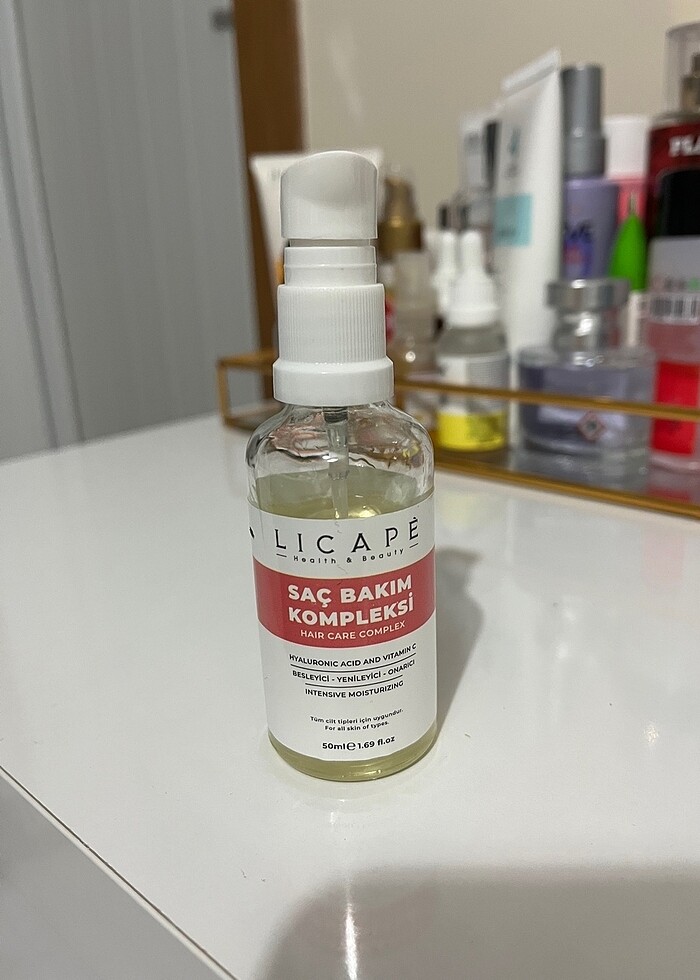 LICAPÈ
Health & Beauty
SAÇ BAKIM
KOMPLEKSİ
HAIR CARE COMPLEX
HYALURONIC ACID AND VITAMIN C
BESLEYİCİ - YENİLEYİCİ - ONARICI
INTENSIVE MOISTURIZING
Tüm cilt tipleri için uygundur.
For all skin of types.
50ml℮1.69 fl.oz